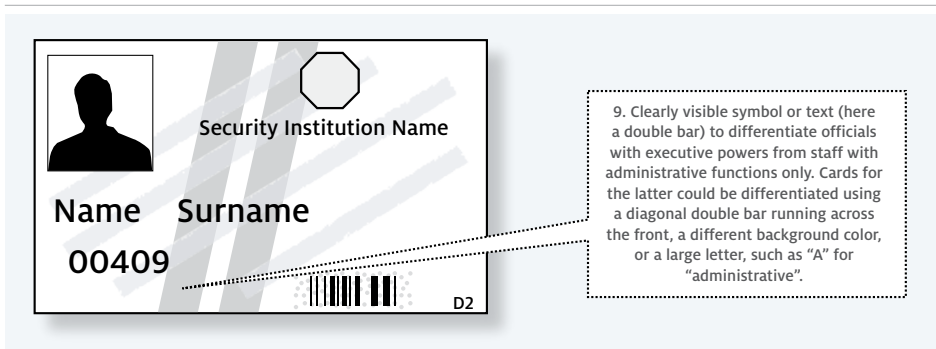 Security Institution Name
Name Surname
00409
D2
9. Clearly visible symbol or text (here
a double bar) to differentiate officials
with executive powers from staff with
administrative functions only. Cards for
the latter could be differentiated using
a diagonal double bar running across
the front, a different background color,
or a large letter, such as “A” for
“administrative”.